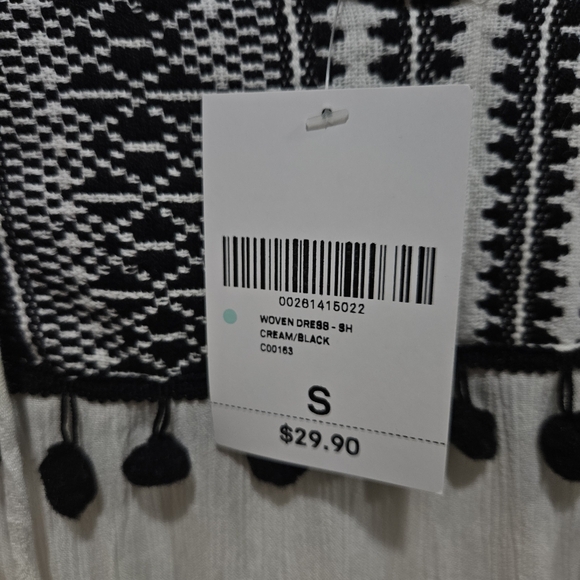 00261415022
WOVEN DRESS - SH
CREAM/BLACK
C00163
S
$29.90